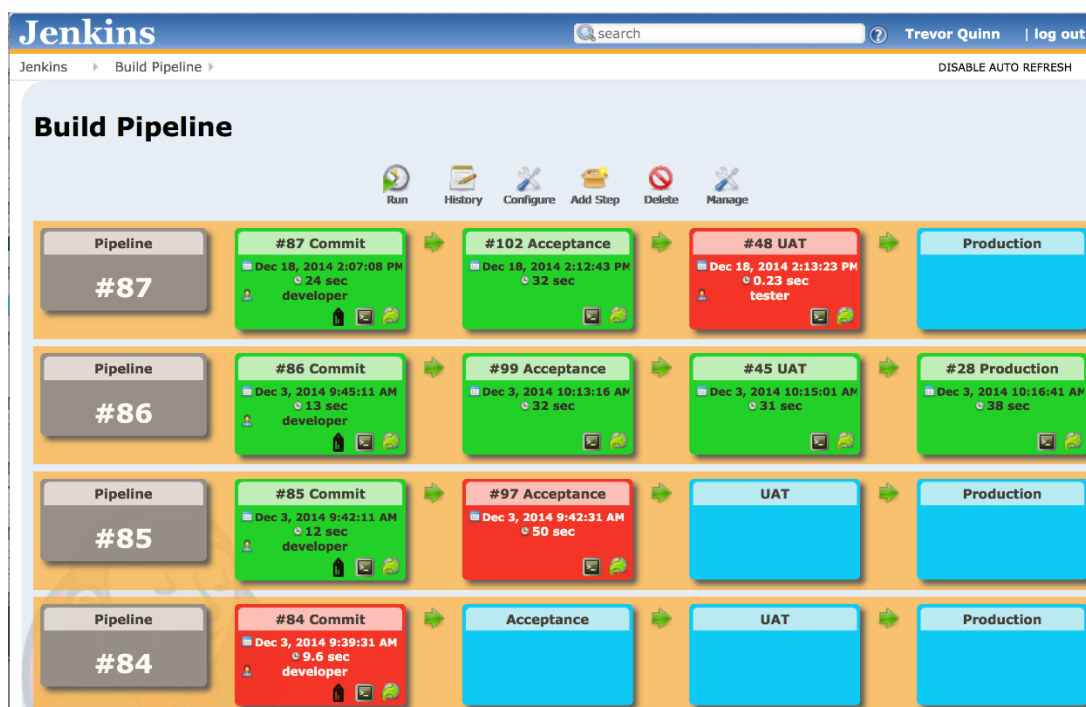 Jenkins
search
?
Trevor Quinn
| log out
Jenkins
Build Pipeline
DISABLE AUTO REFRESH
Build Pipeline
Run
History
Configure
Add Step
Delete
Manage
Pipeline
#87
#87 Commit
Dec 18, 2014 2:07:08 PM
24 sec
developer
#102 Acceptance
Dec 18, 2014 2:12:43 PM
32 sec
#48 UAT
Dec 18, 2014 2:13:23 PM
0.23 sec
tester
Production
Pipeline
#86
#86 Commit
Dec 3, 2014 9:45:11 AM
13 sec
developer
#99 Acceptance
Dec 3, 2014 10:13:16 AM
32 sec
#45 UAT
Dec 3, 2014 10:15:01 AM
31 sec
#28 Production
Dec 3, 2014 10:16:41 AM
38 sec
Pipeline
#85
#85 Commit
Dec 3, 2014 9:42:11 AM
12 sec
developer
#97 Acceptance
Dec 3, 2014 9:42:31 AM
50 sec
UAT
Production
Pipeline
#84
#84 Commit
Dec 3, 2014 9:39:31 AM
9.6 sec
developer
Acceptance
UAT
Production